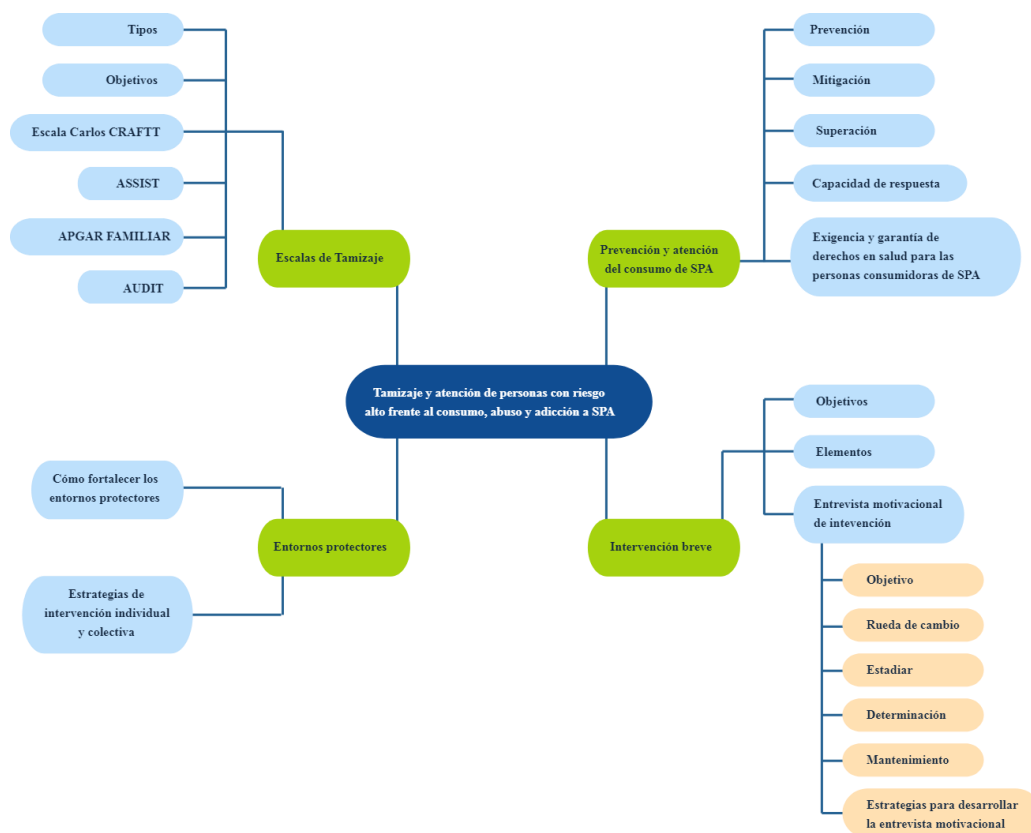 Tipos
Objetivos
Escala Carlos CRAFTT
ASSIST
APGAR FAMILIAR
AUDIT
Escalas de Tamizaje
Prevención
Mitigación
Superación
Capacidad de respuesta
Exigencia y garantía de
derechos en salud para las
personas consumidoras de SPA
Prevención y atención
del consumo de SPA
Tamizaje y atención de personas con riesgo
alto frente al consumo, abuso y adicción a SPA
Cómo fortalecer los
entornos protectores
Estrategias de
intervención individual
y colectiva
Entornos protectores
Intervención breve
Objetivos
Elementos
Entrevista motivacional
de intevención
Objetivo
Rueda de cambio
Estadiar
Determinación
Mantenimiento
Estrategias para desarrollar
la entrevista motivacional